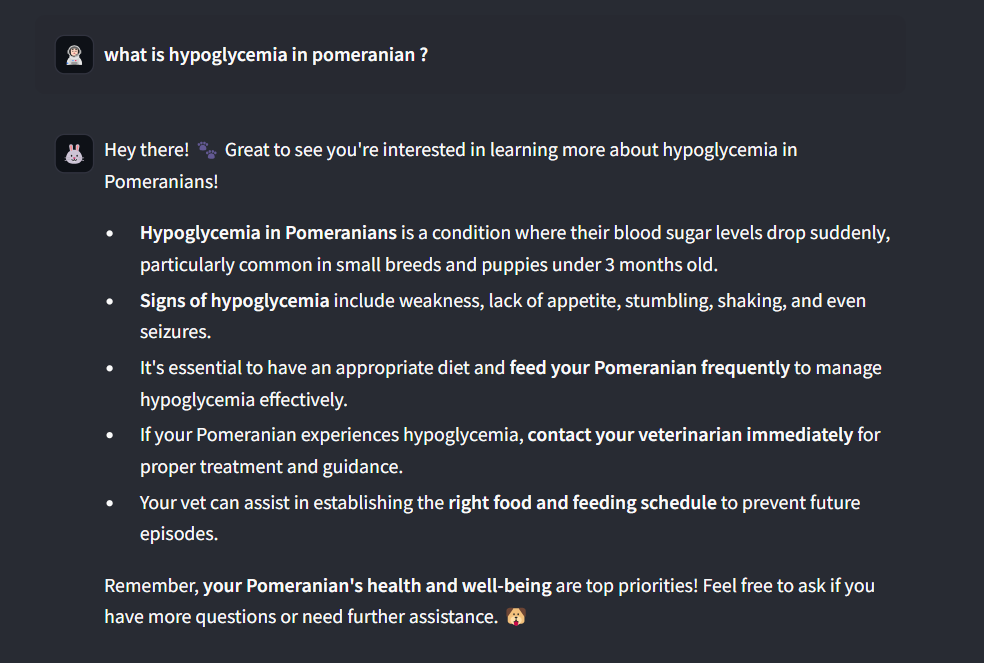 what is hypoglycemia in pomeranian ?
Hey there! 🐾 Great to see you're interested in learning more about hypoglycemia in
Pomeranians!
• Hypoglycemia in Pomeranians is a condition where their blood sugar levels drop suddenly,
particularly common in small breeds and puppies under 3 months old.
• Signs of hypoglycemia include weakness, lack of appetite, stumbling, shaking, and even
seizures.
• It's essential to have an appropriate diet and feed your Pomeranian frequently to manage
hypoglycemia effectively.
• If your Pomeranian experiences hypoglycemia, contact your veterinarian immediately for
proper treatment and guidance.
• Your vet can assist in establishing the right food and feeding schedule to prevent future
episodes.
Remember, your Pomeranian's health and well-being are top priorities! Feel free to ask if you
have more questions or need further assistance. 🐶